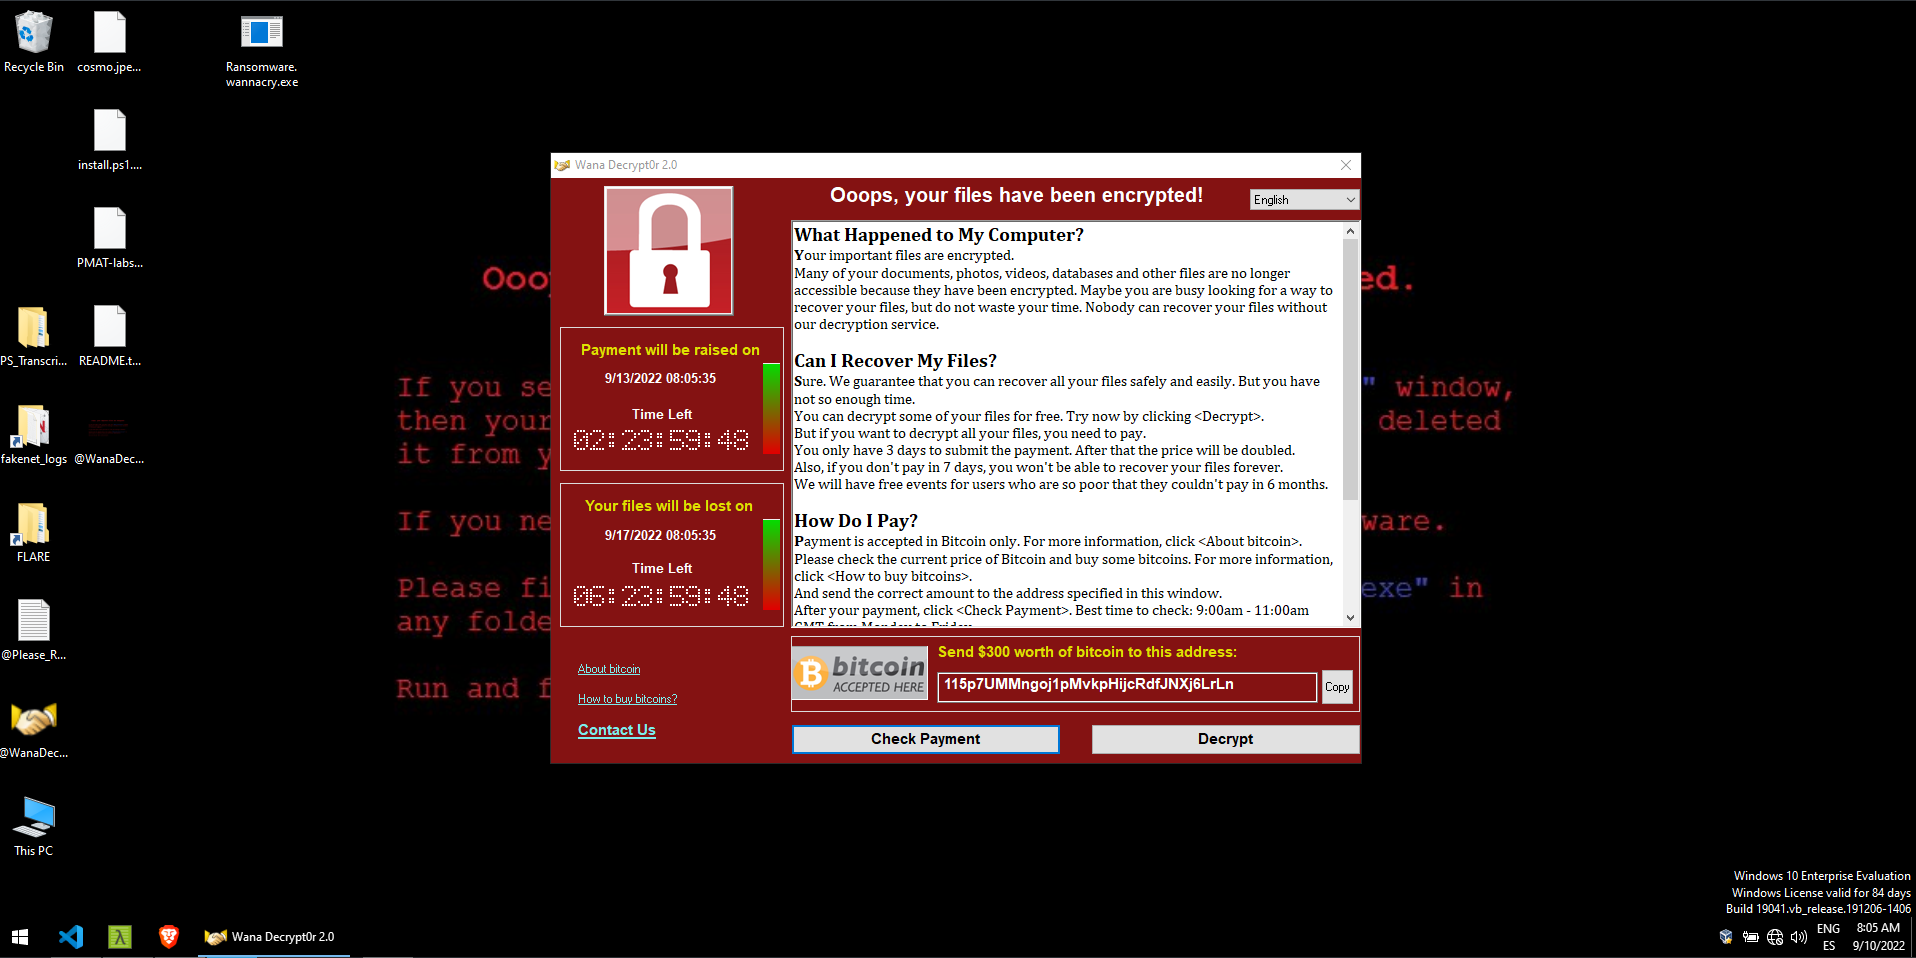 Recycle Bin
cosmo.jpe...
Ransomware.
wannacry.exe
install.ps1....
PMAT-labs...
PS_Transcri...
README.t...
fakenet_logs
@WanaDec...
FLARE
@Please_R...
@WanaDec...
This PC
Wana Decrypt0r 2.0
Ooops, your files have been encrypted!
English
Payment will be raised on
9/13/2022 08:05:35
Time Left
02:23:59:48
Your files will be lost on
9/17/2022 08:05:35
Time Left
06:23:59:48
About bitcoin
How to buy bitcoins?
Contact Us
What Happened to My Computer?
Your important files are encrypted.
Many of your documents, photos, videos, databases and other files are no longer
accessible because they have been encrypted. Maybe you are busy looking for a way to
recover your files, but do not waste your time. Nobody can recover your files without
our decryption service.
Can I Recover My Files?
Sure. We guarantee that you can recover all your files safely and easily. But you have
not so enough time.
You can decrypt some of your files for free. Try now by clicking <Decrypt>.
But if you want to decrypt all your files, you need to pay.
You only have 3 days to submit the payment. After that the price will be doubled.
Also, if you don't pay in 7 days, you won't be able to recover your files forever.
We will have free events for users who are so poor that they couldn't pay in 6 months.
How Do I Pay?
Payment is accepted in Bitcoin only. For more information, click <About bitcoin>.
Please check the current price of Bitcoin and buy some bitcoins. For more information,
click <How to buy bitcoins>.
And send the correct amount to the address specified in this window.
After your payment, click <Check Payment>. Best time to check: 9:00am - 11:00am
GMT from Monday to Friday.
bitcoin
ACCEPTED HERE
Send $300 worth of bitcoin to this address:
115p7UMMngoj1pMvkpHijcRdfJNXj6LrLn
Copy
Check Payment
Decrypt
If you se
" window,
then your
deleted
it from y
If you ne
ware.
Please fi
exe" in
any folde
Run and f
Windows 10 Enterprise Evaluation
Windows License valid for 84 days
Build 19041.vb_release.191206-1406
Wana Decrypt0r 2.0
ENG
ES
8:05 AM
9/10/2022